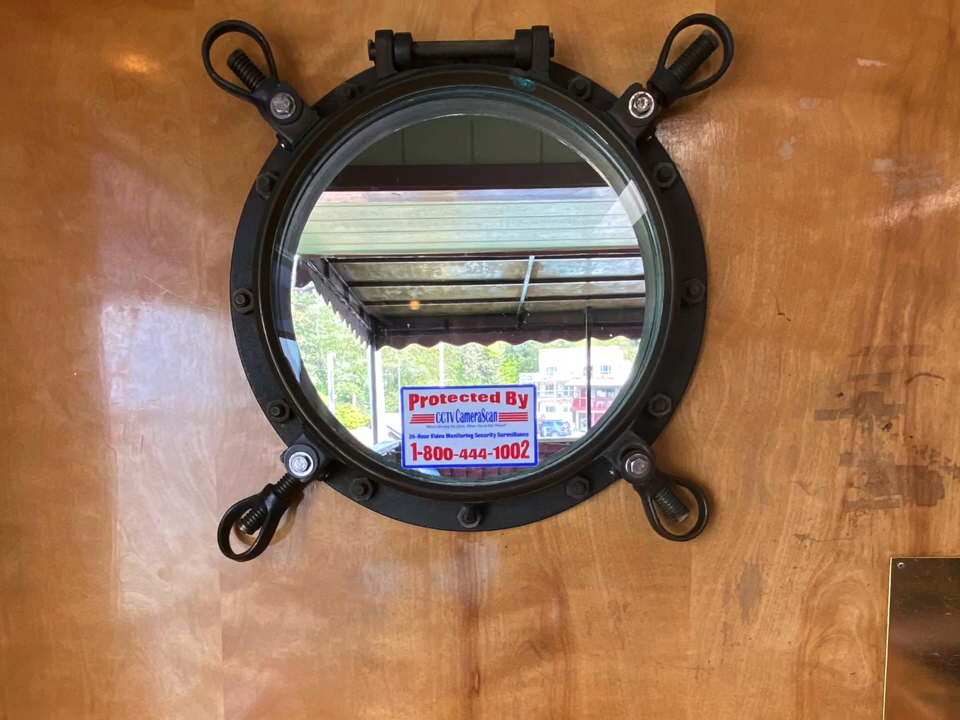 Protected By
CCTV CameraScan
24-Hour Video Monitoring Security Surveillance
1-800-444-1002